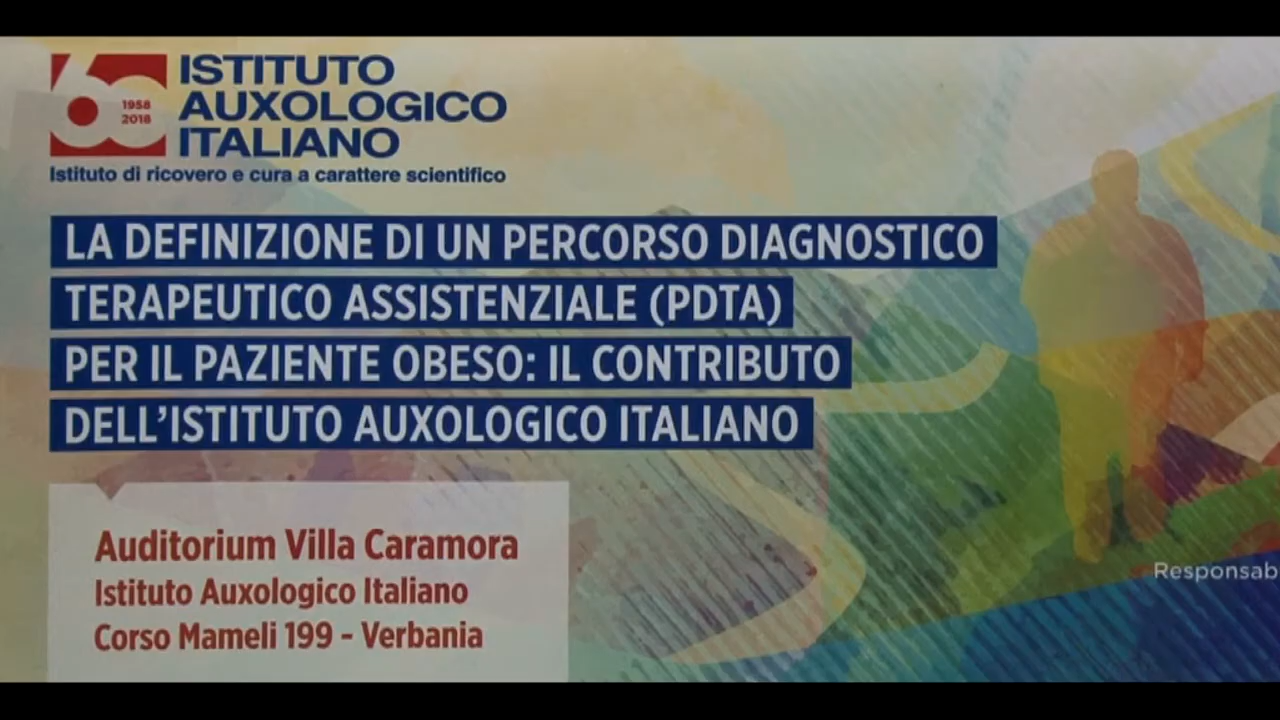 60
1958
2018
ISTITUTO
AUXOLOGICO
ITALIANO
Istituto di ricovero e cura a carattere scientifico
LA DEFINIZIONE DI UN PERCORSO DIAGNOSTICO
TERAPEUTICO ASSISTENZIALE (PDTA)
PER IL PAZIENTE OBESO: IL CONTRIBUTO
DELL'ISTITUTO AUXOLOGICO ITALIANO
Auditorium Villa Caramora
Istituto Auxologico Italiano
Corso Mameli 199 - Verbania
Responsab